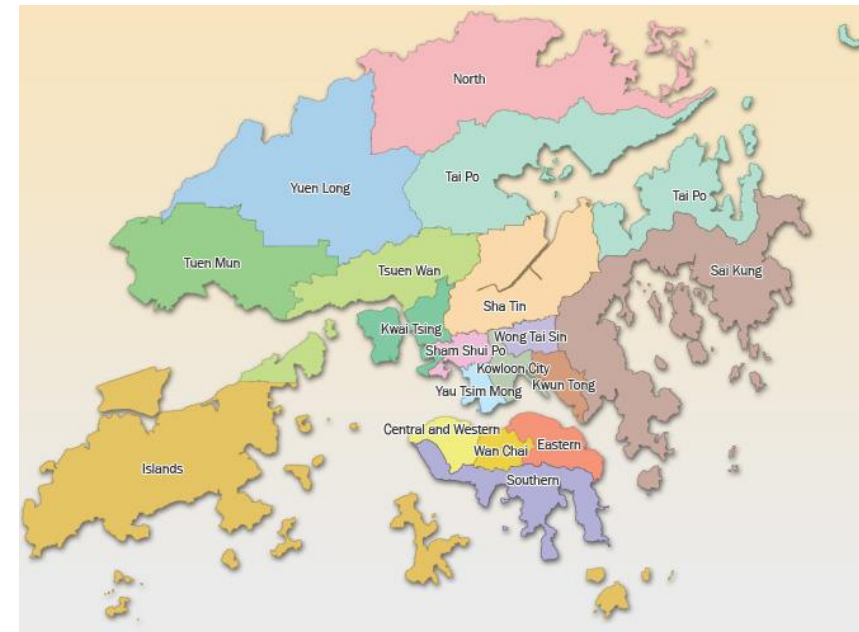 North
Tai Po
Yuen Long
Tai Po
Tuen Mun
Tsuen Wan
Sai Kung
Sha Tin
Kwai Tsing
Wong Tai Sin
Sham Shui Po
Kowloon City
Kwun Tong
Yau Tsim Mong
Central and Western
Eastern
Wan Chai
Islands
Southern